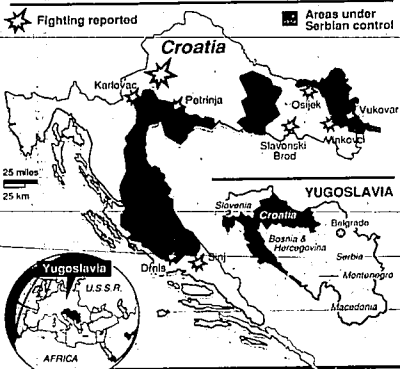 Fighting reported
Areas under
Serbian control
Croatia
Karlovac
Petrinja
Osijek
Vukovar
Slavonski
Brod
Vinkovci
25 miles
25 km
YUGOSLAVIA
Slovenia
Croatia
Belgrade
Bosnia &
Hercegovina
Serbia
Montenegro
Macedonia
Drnis
Sinj
Yugoslavia
U.S.S.R.
AFRICA